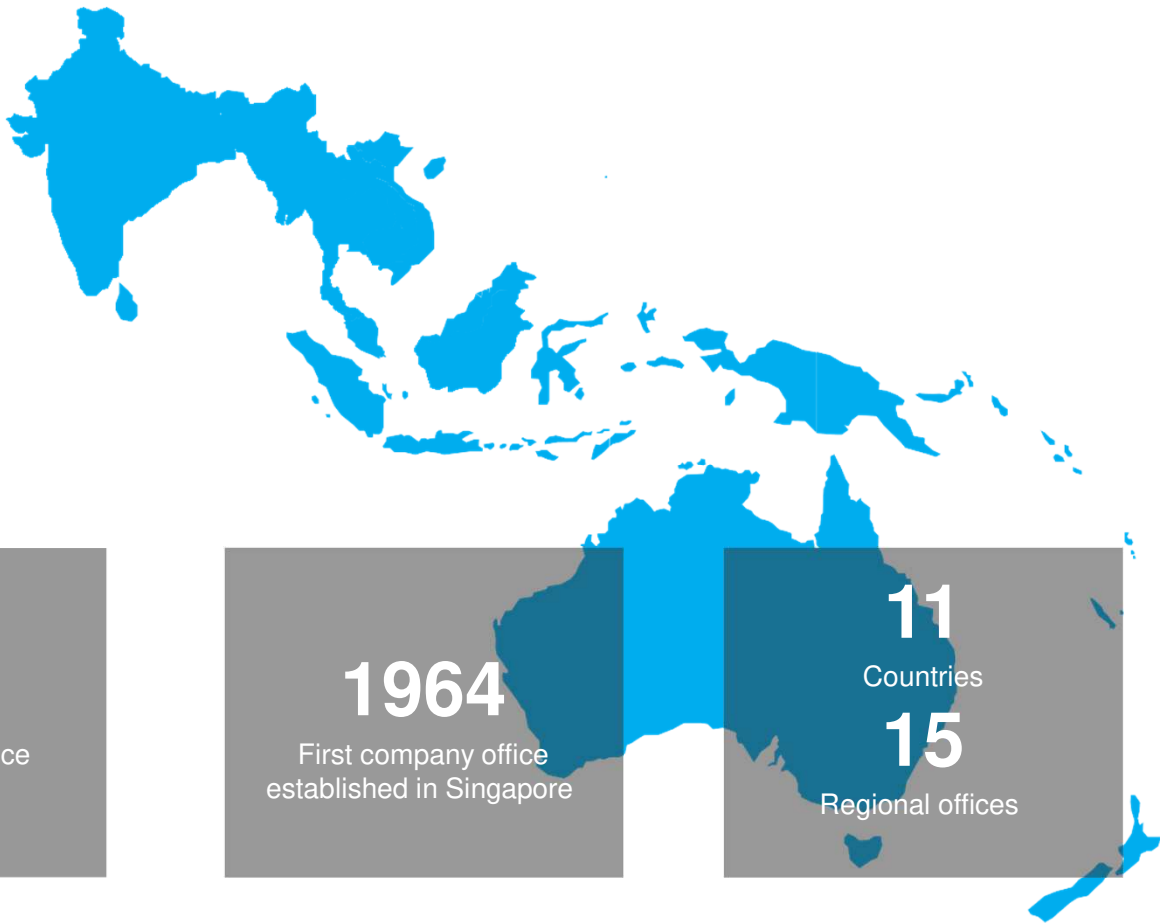 ce
1964
First company office
established in Singapore
11
Countries
15
Regional offices